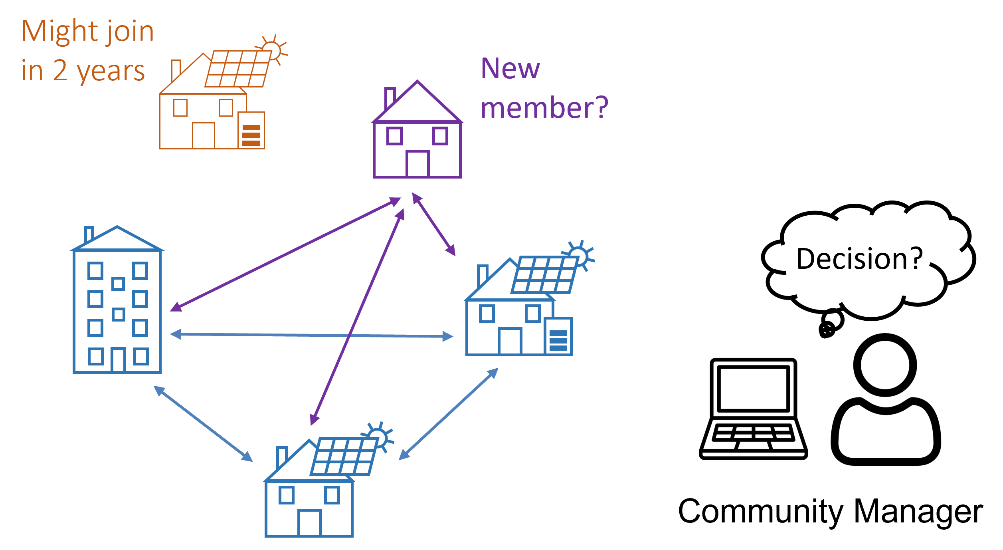 Might join
in 2 years
New
member?
Decision?
Community Manager